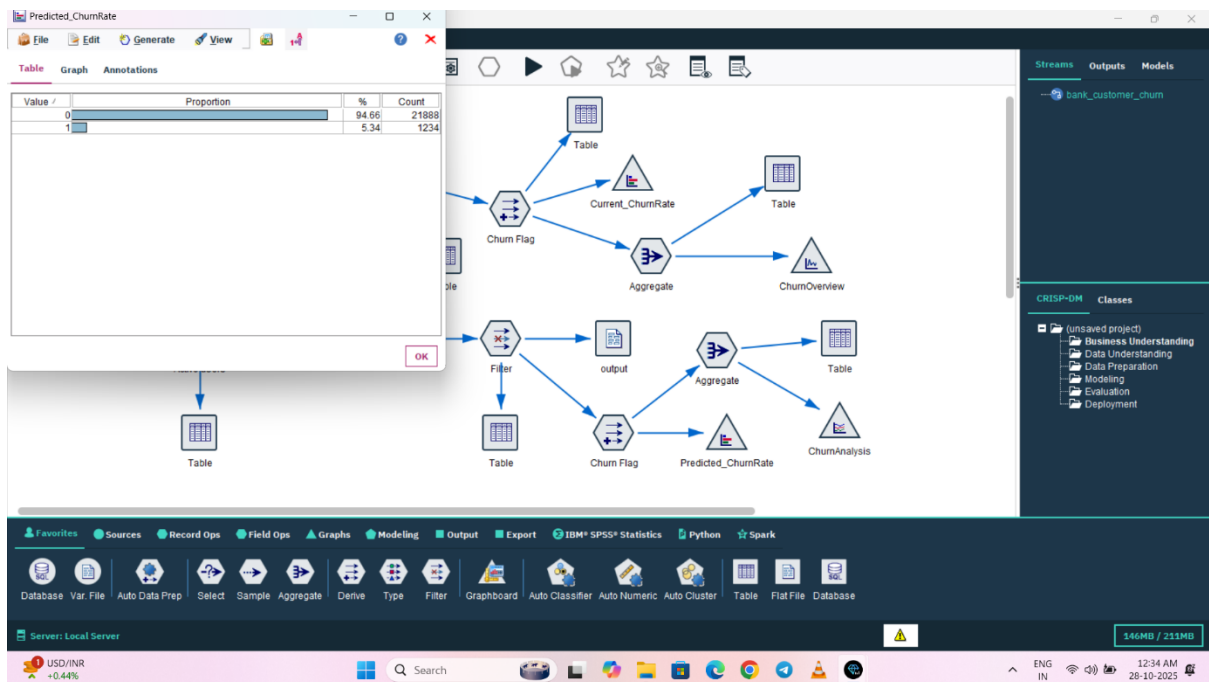 Predicted_ChurnRate
File Edit Generate View
Table Graph Annotations
Value Proportion % Count
0 94.66 21888
1 5.34 1234
OK
Streams Outputs Models
bank_customer_churn
Table
Current_ChurnRate
Table
Churn Flag
Aggregate
ChurnOverview
Filter
output
Aggregate
Table
Table
Table
Churn Flag
Predicted_ChurnRate
ChurnAnalysis
CRISP-DM Classes
(unsaved project)
Business Understanding
Data Understanding
Data Preparation
Modeling
Evaluation
Deployment
Favorites Sources Record Ops Field Ops Graphs Modeling Output Export IBM® SPSS® Statistics Python Spark
Database Var. File Auto Data Prep Select Sample Aggregate Derive Type Filter Graphboard Auto Classifier Auto Numeric Auto Cluster Table Flat File Database
Server: Local Server
146MB / 211MB
1
USD/INR
+0.44%
Search
ENG
IN
12:34 AM
28-10-2025